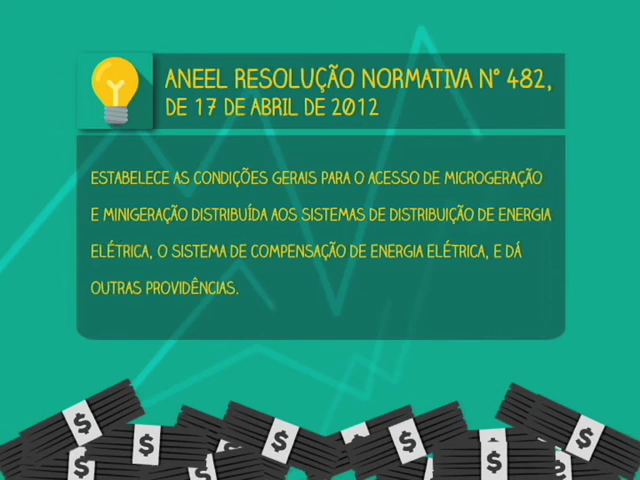 ANEEL RESOLUÇÃO NORMATIVA N° 482,
DE 17 DE ABRIL DE 2012
ESTABELECE AS CONDIÇÕES GERAIS PARA O ACESSO DE MICROGERAÇÃO
E MINIGERAÇÃO DISTRIBUÍDA AOS SISTEMAS DE DISTRIBUIÇÃO DE ENERGIA
ELÉTRICA, O SISTEMA DE COMPENSAÇÃO DE ENERGIA ELÉTRICA, E DÁ
OUTRAS PROVIDÊNCIAS.
$ $ $ $ $ $ $ $ $